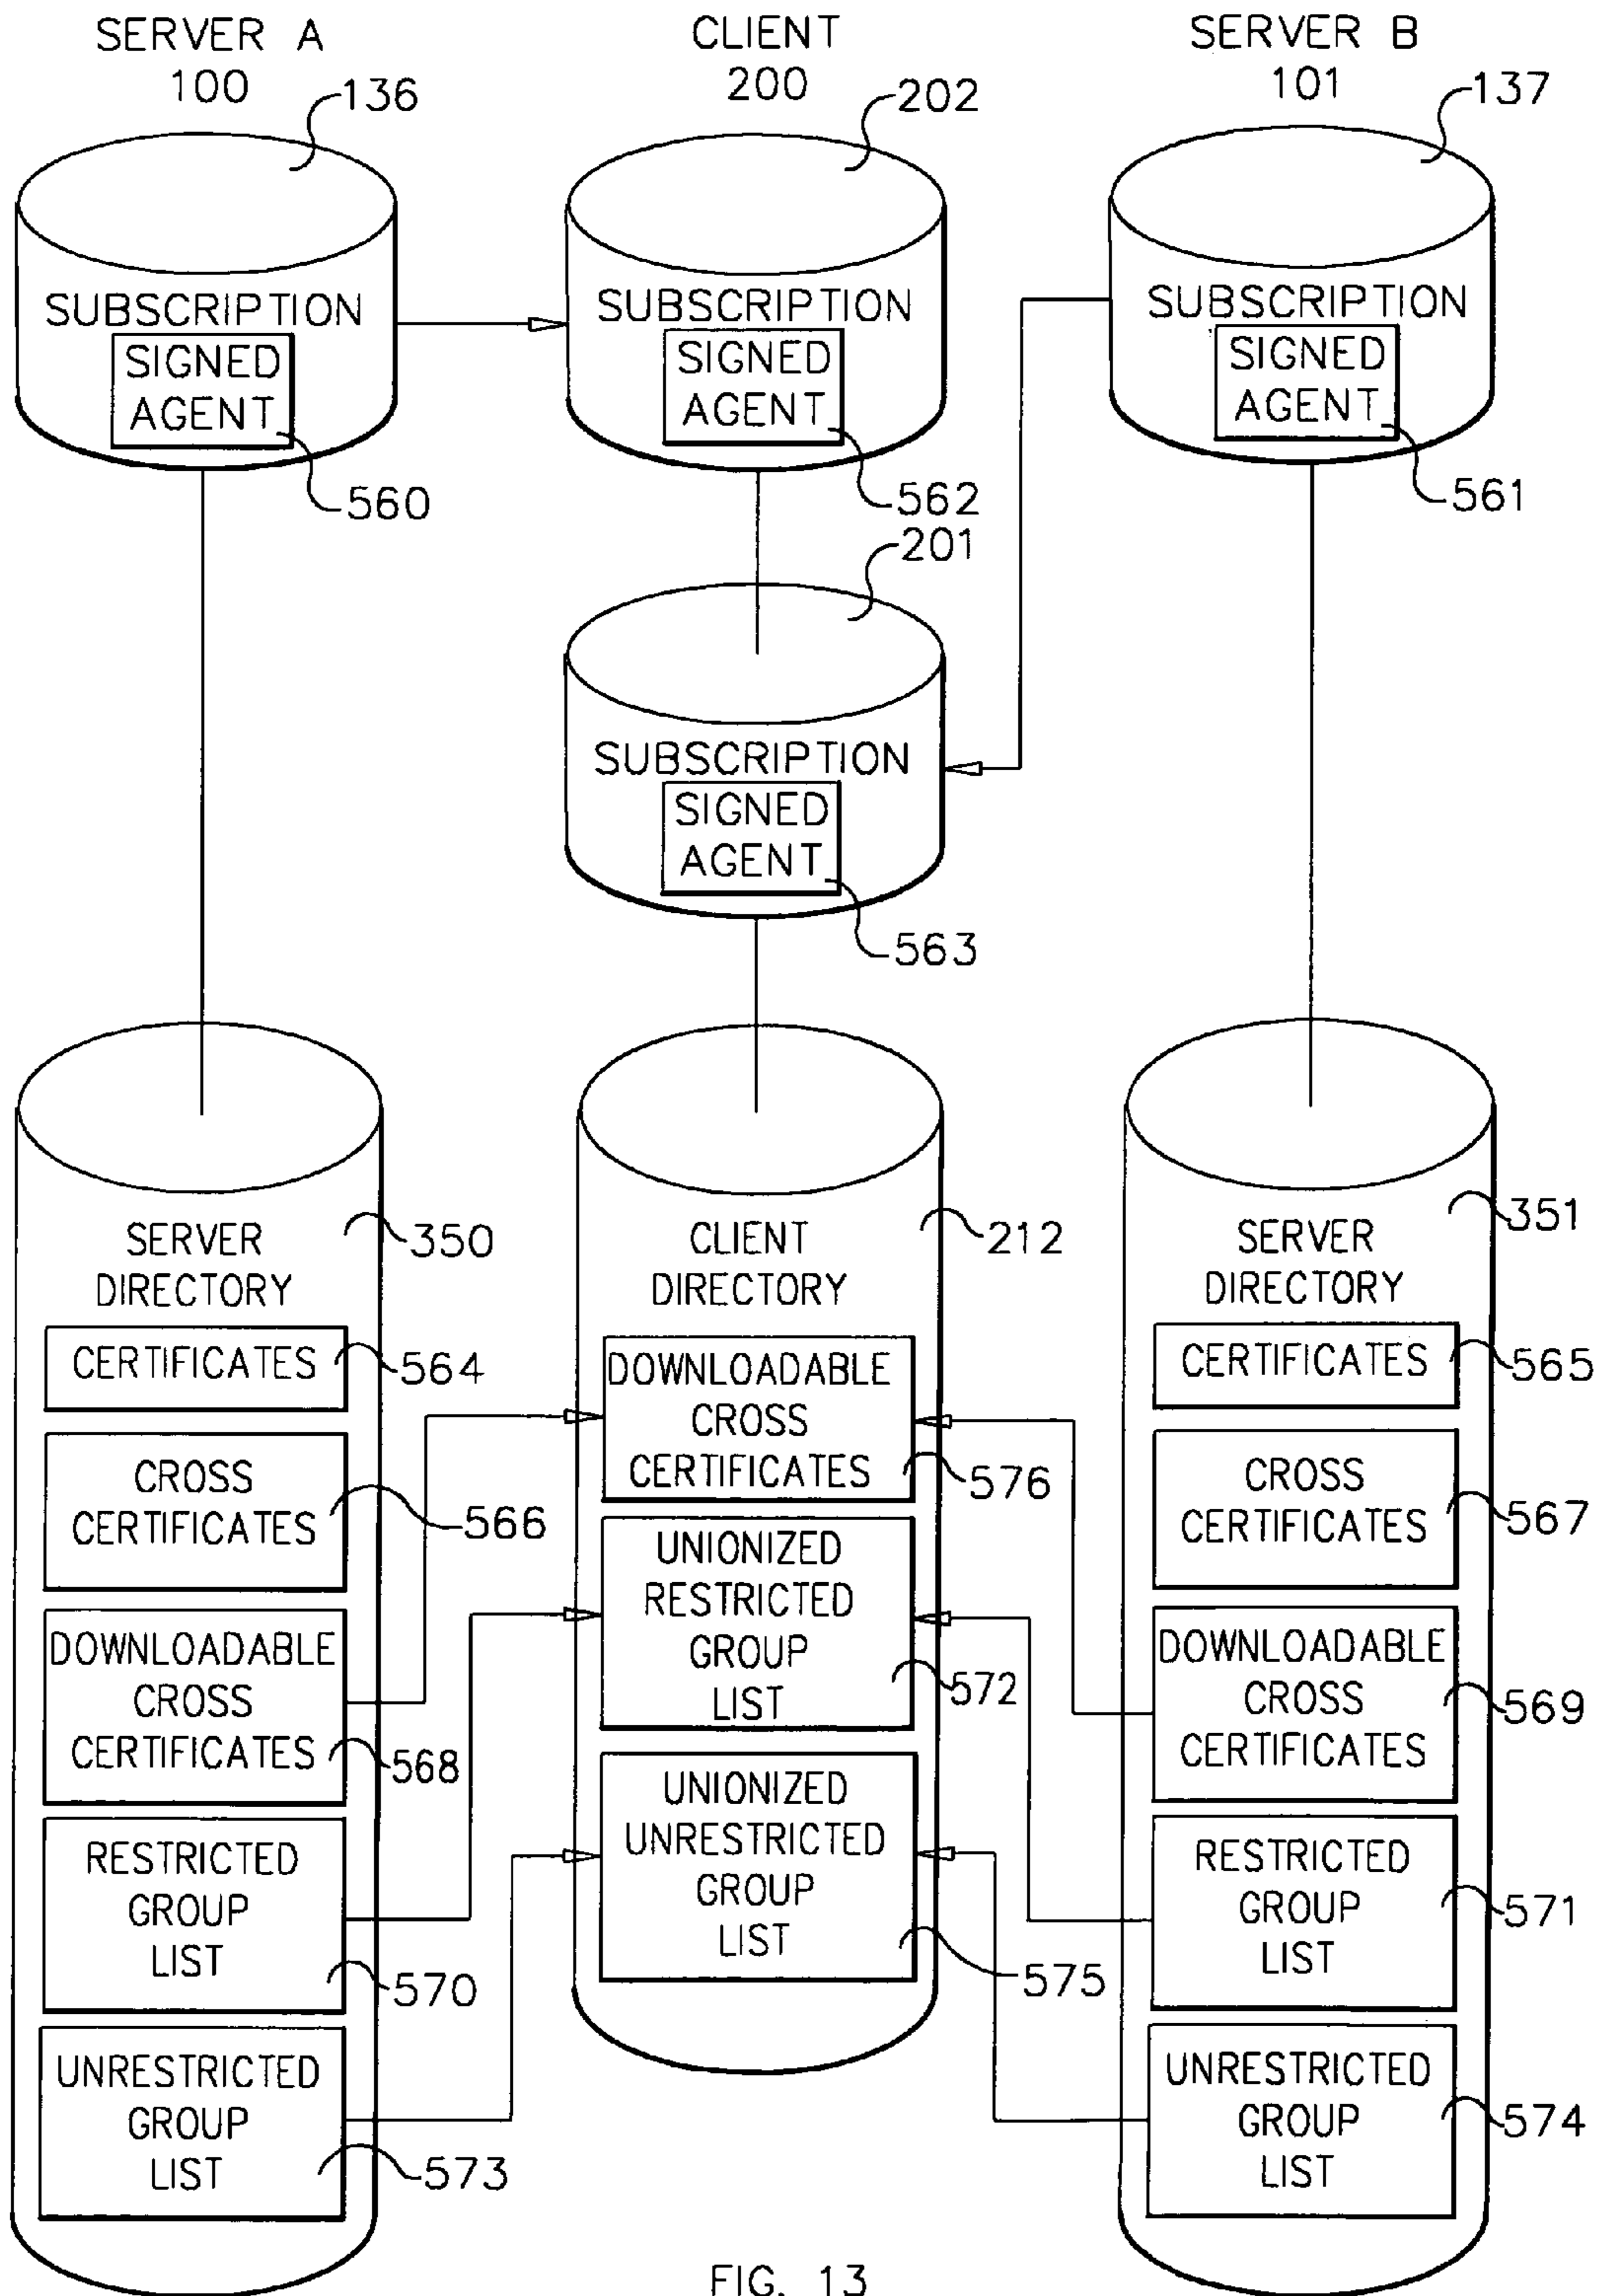 SERVER A
100
CLIENT
200
SERVER B
101
136
202
137
SUBSCRIPTION
SIGNED
AGENT
560
SUBSCRIPTION
SIGNED
AGENT
562
SUBSCRIPTION
SIGNED
AGENT
561
201
SUBSCRIPTION
SIGNED
AGENT
563
SERVER
DIRECTORY
350
CERTIFICATES
564
CROSS
CERTIFICATES
566
DOWNLOADABLE
CROSS
CERTIFICATES
568
RESTRICTED
GROUP
LIST
570
UNRESTRICTED
GROUP
LIST
573
CLIENT
DIRECTORY
212
DOWNLOADABLE
CROSS
CERTIFICATES
576
UNIONIZED
RESTRICTED
GROUP
LIST
572
UNIONIZED
UNRESTRICTED
GROUP
LIST
575
SERVER
DIRECTORY
351
CERTIFICATES
565
CROSS
CERTIFICATES
567
DOWNLOADABLE
CROSS
CERTIFICATES
569
RESTRICTED
GROUP
LIST
571
UNRESTRICTED
GROUP
LIST
574
FIG. 13